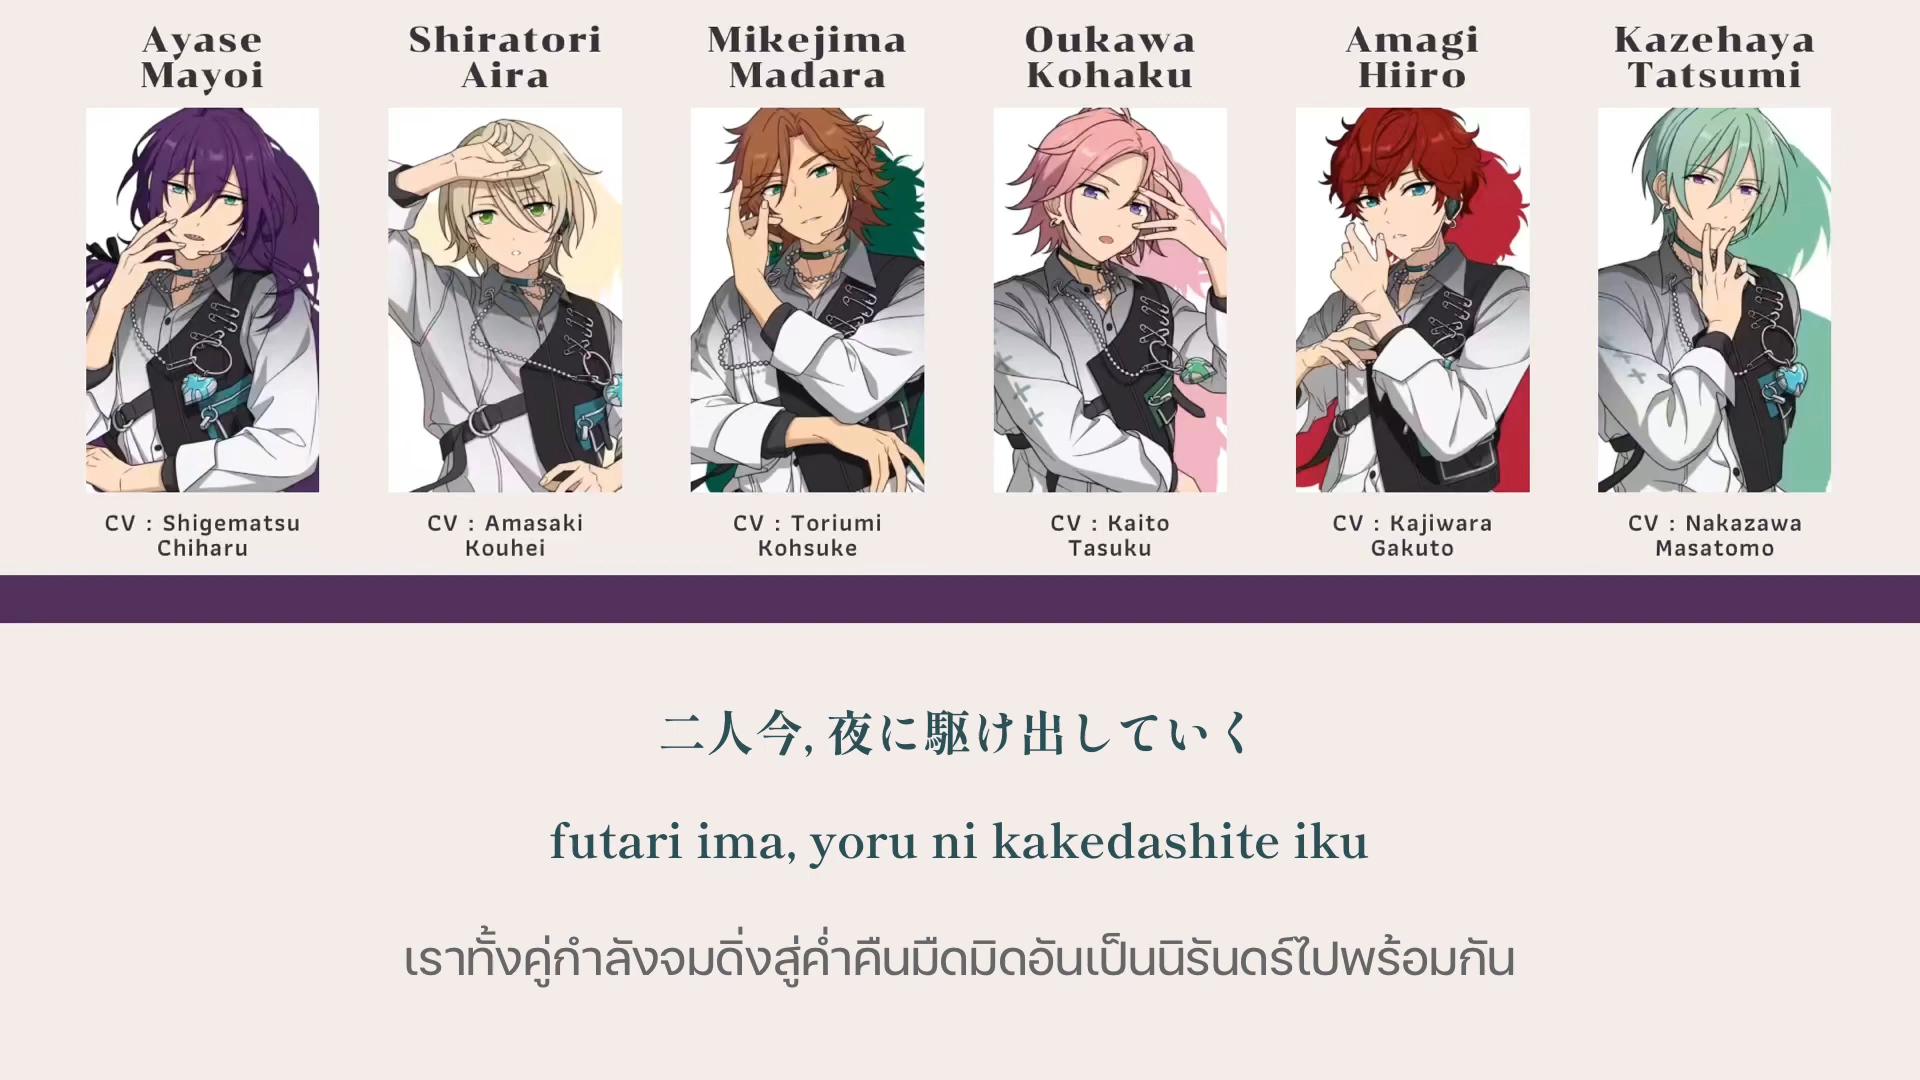 Ayase
Mayoi
Shiratori
Aira
Mikejima
Madara
Oukawa
Kohaku
Amagi
Hiiro
Kazehaya
Tatsumi
CV : Shigematsu
Chiharu
CV : Amasaki
Kouhei
CV : Toriumi
Kohsuke
CV : Kaito
Tasuku
CV : Kajiwara
Gakuto
CV : Nakazawa
Masatomo
二人今, 夜に駆け出していく
futari ima, yoru ni kakedashite iku
เราทั้งคู่กำลังจมดิ่งสู่ค่ำคืนมืดมิดอันเป็นนิรันดร์ไปพร้อมกัน